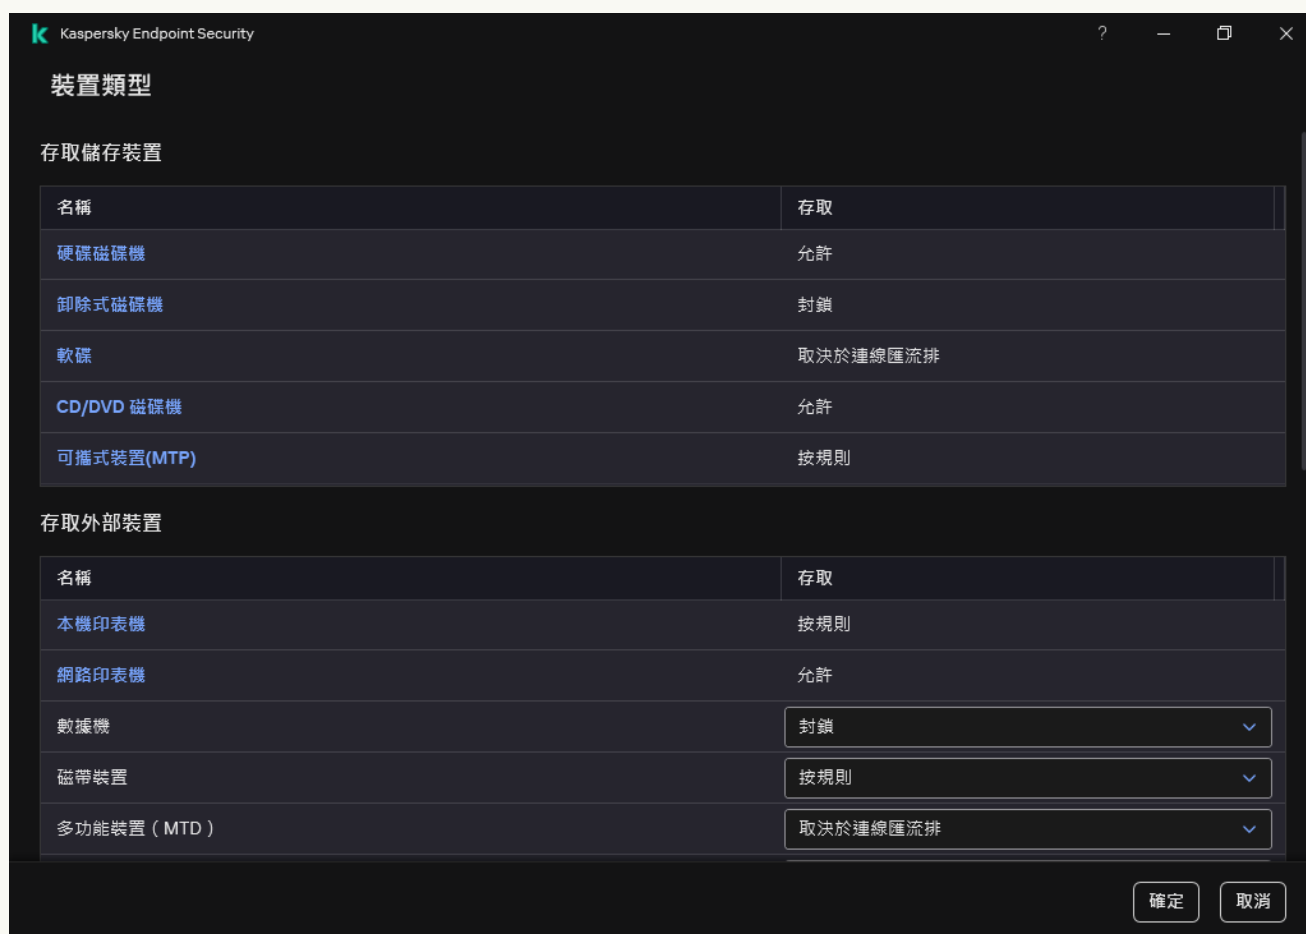 Kaspersky Endpoint Security
?
裝置類型
存取儲存裝置
名稱 存取
硬碟磁碟機 允許
卸除式磁碟機 封鎖
軟碟 取決於連線匯流排
CD/DVD 磁碟機 允許
可攜式裝置(MTP) 按規則
存取外部裝置
名稱 存取
本機印表機 按規則
網路印表機 允許
數據機 封鎖
磁帶裝置 按規則
多功能裝置（MTD） 取決於連線匯流排
確定 取消